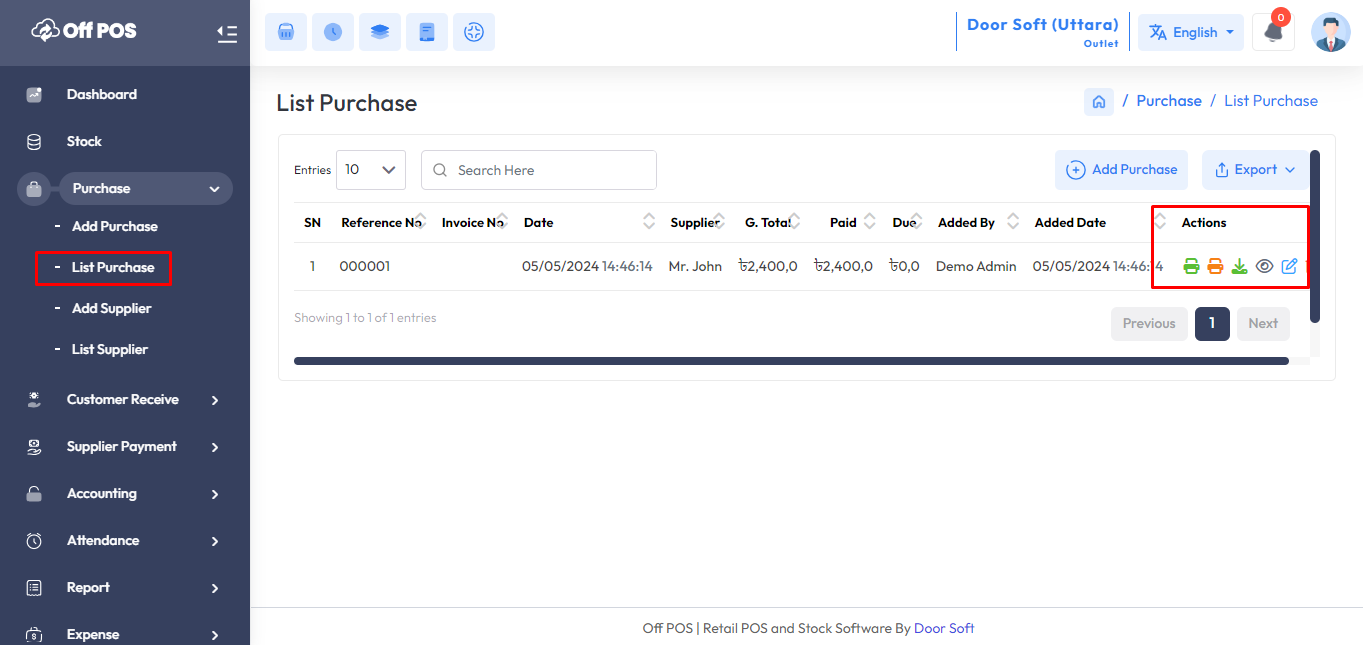 Off POS
Door Soft (Uttara)
Outlet
English
0
Dashboard
Stock
Purchase
- Add Purchase
- List Purchase
- Add Supplier
- List Supplier
Customer Receive
Supplier Payment
Accounting
Attendance
Report
Expense
List Purchase
/ Purchase / List Purchase
Entries 10 Search Here Add Purchase Export
SN Reference No Invoice No Date Supplier G. Total Paid Due Added By Added Date Actions
1 000001 05/05/2024 14:46:14 Mr. John ৳2,400,0 ৳2,400,0 ৳0,0 Demo Admin 05/05/2024 14:46:14
Showing 1 to 1 of 1 entries
Previous 1 Next
Off POS | Retail POS and Stock Software By Door Soft